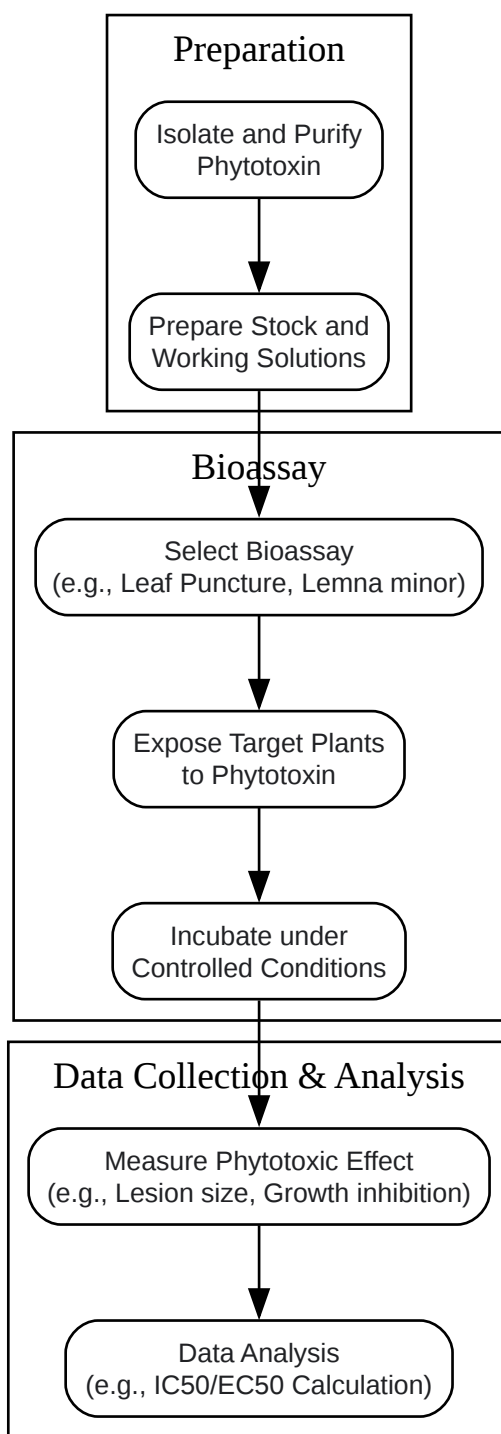 Preparation
Isolate and Purify
Phytotoxin
Prepare Stock and
Working Solutions
Bioassay
Select Bioassay
(e.g., Leaf Puncture, Lemna minor)
Expose Target Plants
to Phytotoxin
Incubate under
Controlled Conditions
Data Collection & Analysis
Measure Phytotoxic Effect
(e.g., Lesion size, Growth inhibition)
Data Analysis
(e.g., IC50/EC50 Calculation)